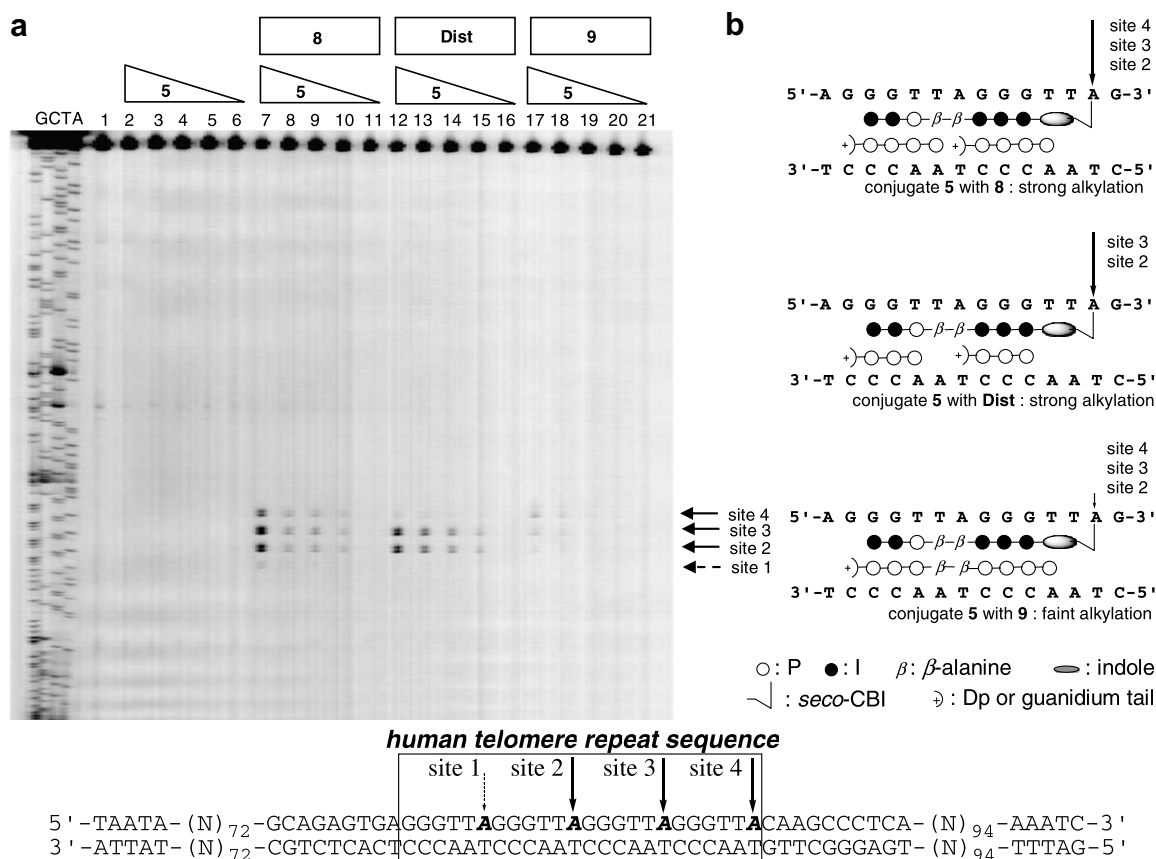 a
8 Dist 9
5 5 5 5
GCTA 1 2 3 4 5 6 7 8 9 10 11 12 13 14 15 16 17 18 19 20 21
site 4
site 3
site 2
site 1
b
site 4
site 3
site 2
5'-A G G G T T A G G G T T A G-3'
β β
+
+
3'-T C C C A A T C C C A A T C-5'
conjugate 5 with 8 : strong alkylation
site 3
site 2
5'-A G G G T T A G G G T T A G-3'
β β
+
+
3'-T C C C A A T C C C A A T C-5'
conjugate 5 with Dist : strong alkylation
site 4
site 3
site 2
5'-A G G G T T A G G G T T A G-3'
β β
+ β β
3'-T C C C A A T C C C A A T C-5'
conjugate 5 with 9 : faint alkylation
: P : I β : β-alanine : indole
: seco-CBI + : Dp or guanidium tail
human telomere repeat sequence
site 1 site 2 site 3 site 4
5'-TAATA-(N)72-GCAGAGTGAGGGTTAGGGTTAGGGTTAGGGTTACAAGCCCTCA-(N)94-AAATC-3'
3'-ATTAT-(N)72-CGTCTCACTCCCAATCCCAATCCCAATCCCAATGTTCGGGAGT-(N)94-TTTAG-5'